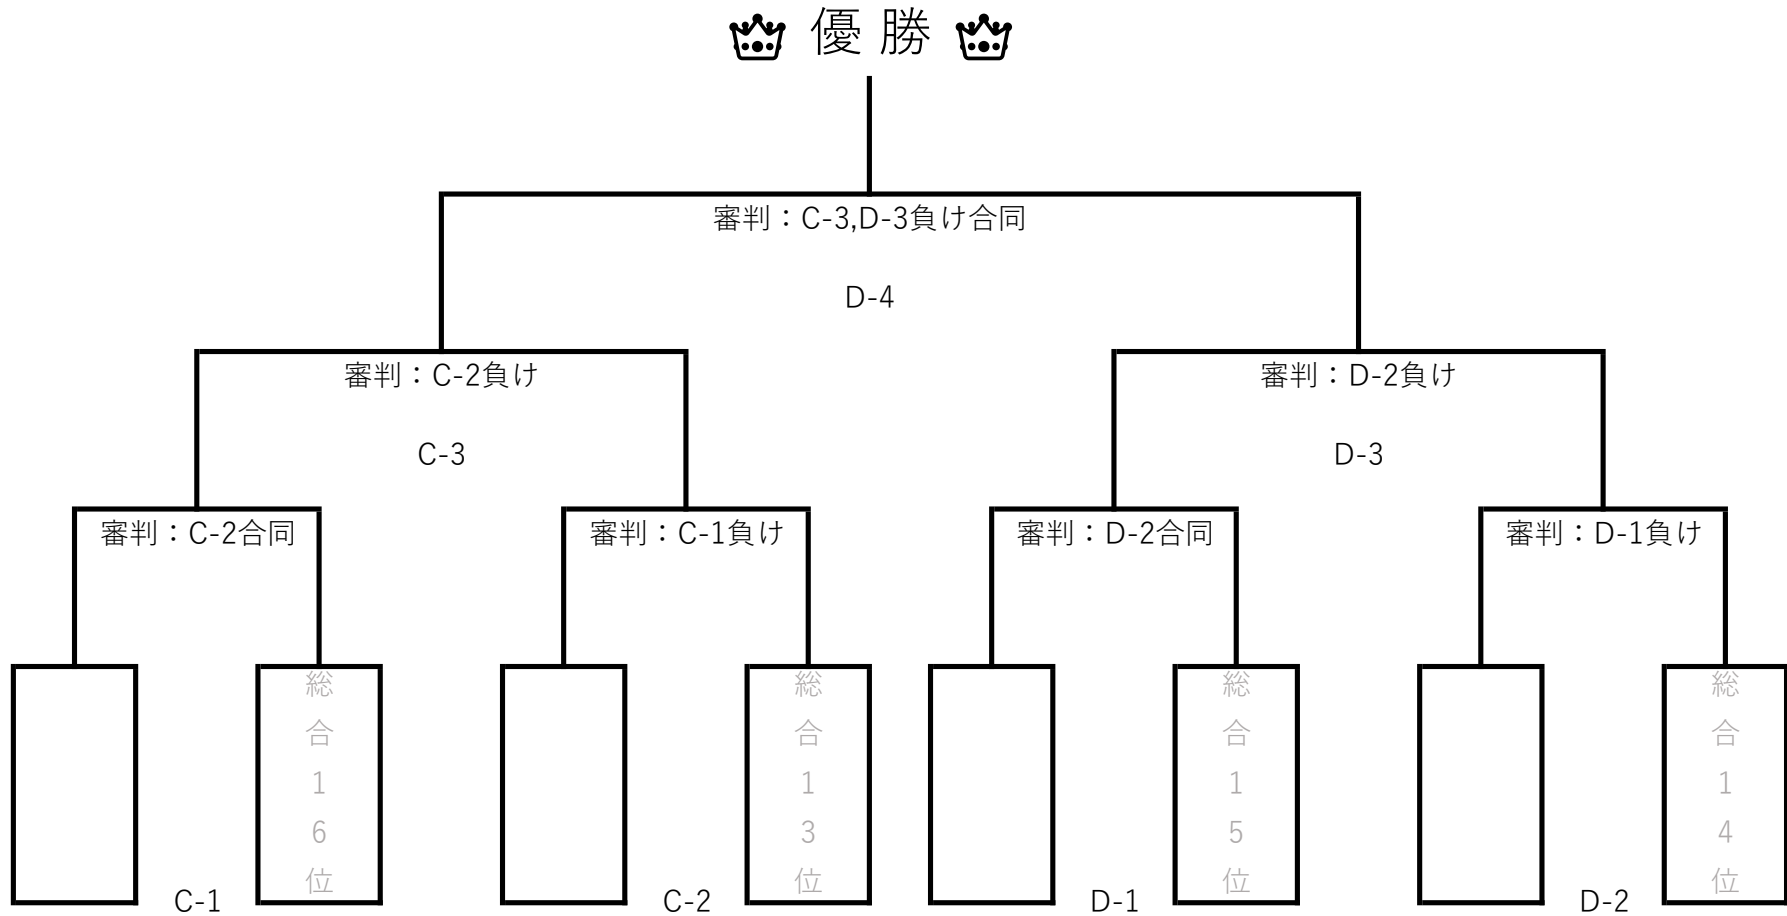 優勝
審判：C-3,D-3負け合同
D-4
審判：C-2負け
審判：D-2負け
C-3
D-3
審判：C-2合同
審判：C-1負け
審判：D-2合同
審判：D-1負け
総合16位
総合13位
総合15位
総合14位
C-1
C-2
D-1
D-2